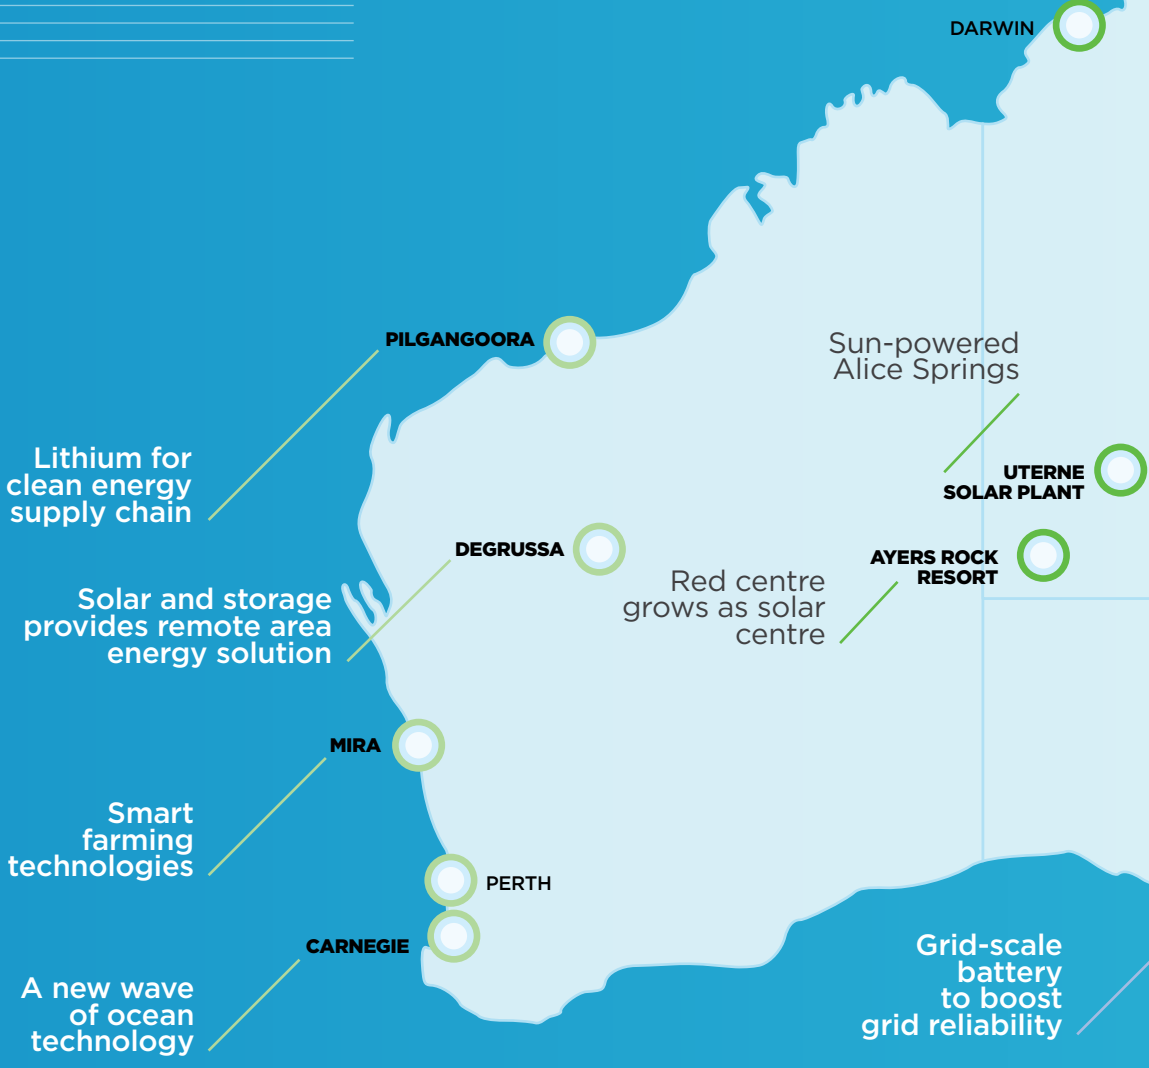 DARWIN
PILGANGOORA
Sun-powered
Alice Springs
Lithium for
clean energy
supply chain
UTERNE
SOLAR PLANT
DEGRUSSA
AYERS ROCK
RESORT
Red centre
grows as solar
centre
Solar and storage
provides remote area
energy solution
MIRA
Smart
farming
technologies
PERTH
CARNEGIE
Grid-scale
battery
to boost
grid reliability
A new wave
of ocean
technology